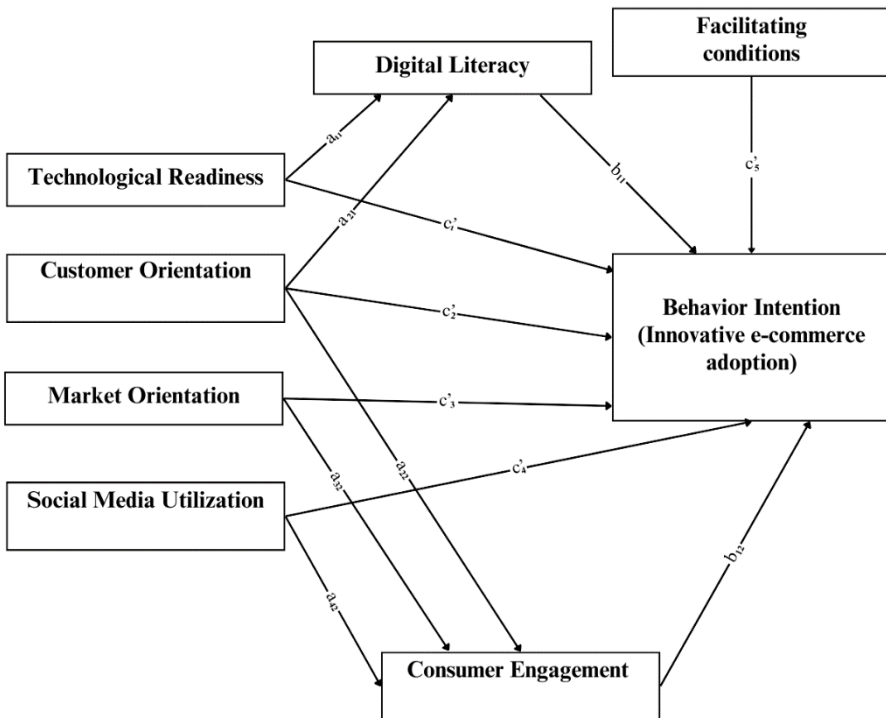 Facilitating
conditions
Digital Literacy
a₁₁
c'₅
b₁₁
Technological Readiness
a₂₁
c'₁
Customer Orientation
c'₂
Behavior Intention
(Innovative e-commerce
adoption)
Market Orientation
c'₃
a₃₂
a₂₂
c'₄
Social Media Utilization
b₁₂
a₄₂
Consumer Engagement